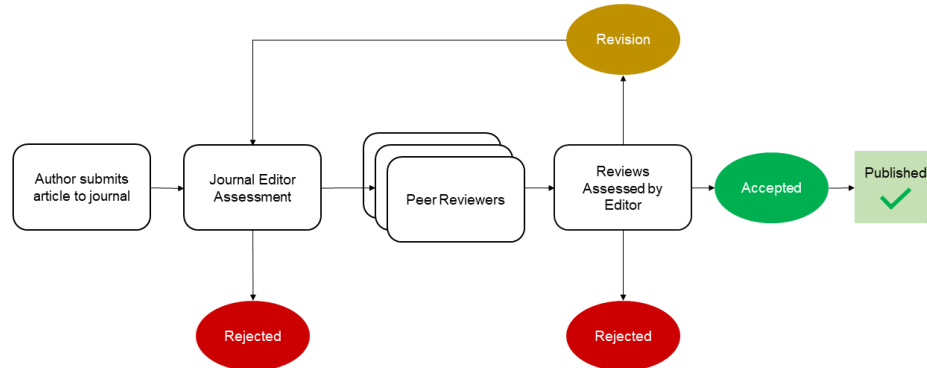 Revision
Author submits
article to journal
Journal Editor
Assessment
Peer Reviewers
Reviews
Assessed by
Editor
Accepted
Published
Rejected
Rejected